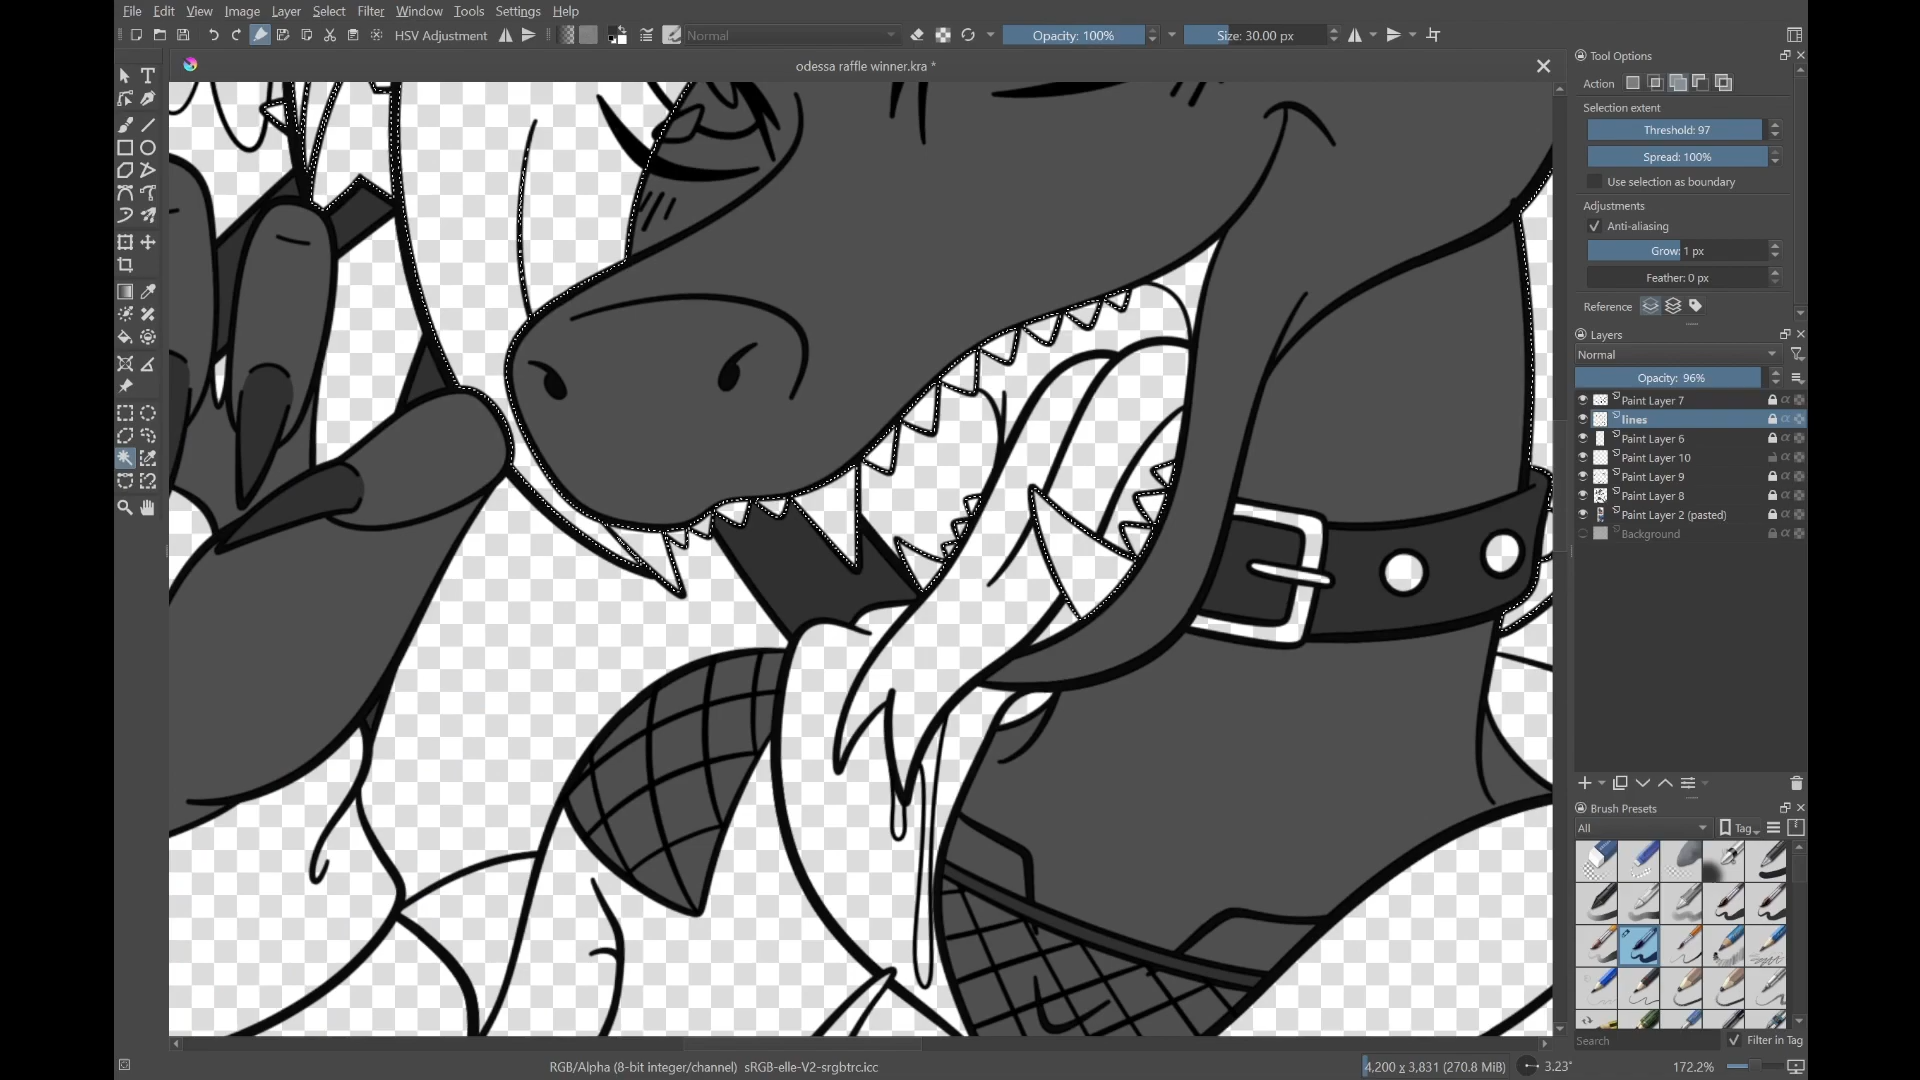 File Edit View Image Layer Select Filter Window Tools Settings Help
HSV Adjustment Normal Opacity: 100% Size: 30.00 px
odessa raffle winner.kra *
Tool Options
Action
Selection extent
Threshold: 97
Spread: 100%
Use selection as boundary
Adjustments
Anti-aliasing
Grow: 1 px
Feather: 0 px
Reference
Layers
Normal
Opacity: 96%
Paint Layer 7
lines
Paint Layer 6
Paint Layer 10
Paint Layer 9
Paint Layer 8
Paint Layer 2 (pasted)
Background
Brush Presets
All Tag
Search Filter in Tag
RGB/Alpha (8-bit integer/channel) sRGB-elle-V2-srgbtrc.icc 4,200 x 3,831 (270.8 MiB) 3.23° 172.2%